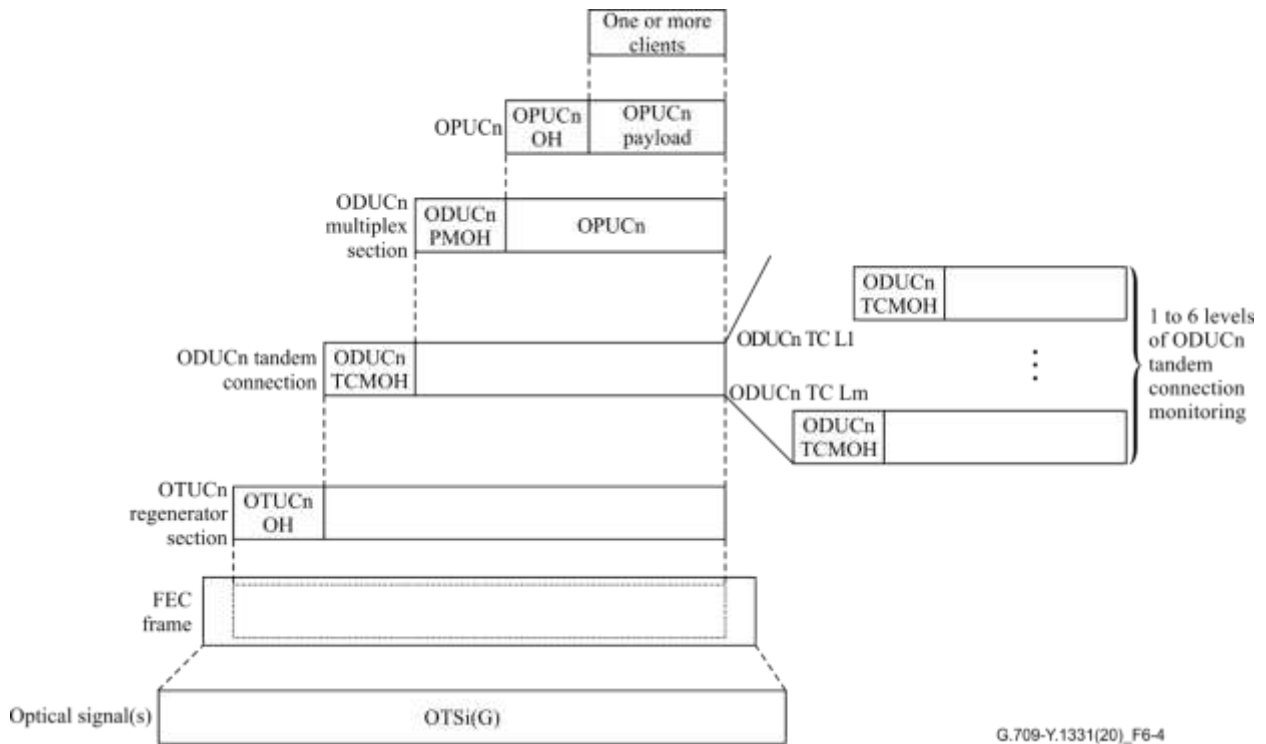 One or more
clients
OPUCn
OPUCn
OH
OPUCn
payload
ODUCn
multiplex
section
ODUCn
PMOH
OPUCn
ODUCn
TCMOH
1 to 6 levels
of ODUCn
tandem
connection
monitoring
ODUCn TC L1
ODUCn tandem
connection
ODUCn
TCMOH
ODUCn TC Lm
ODUCn
TCMOH
OTUCn
regenerator
section
OTUCn
OH
FEC
frame
Optical signal(s)
OTSi(G)
G.709-Y.1331(20)_F6-4